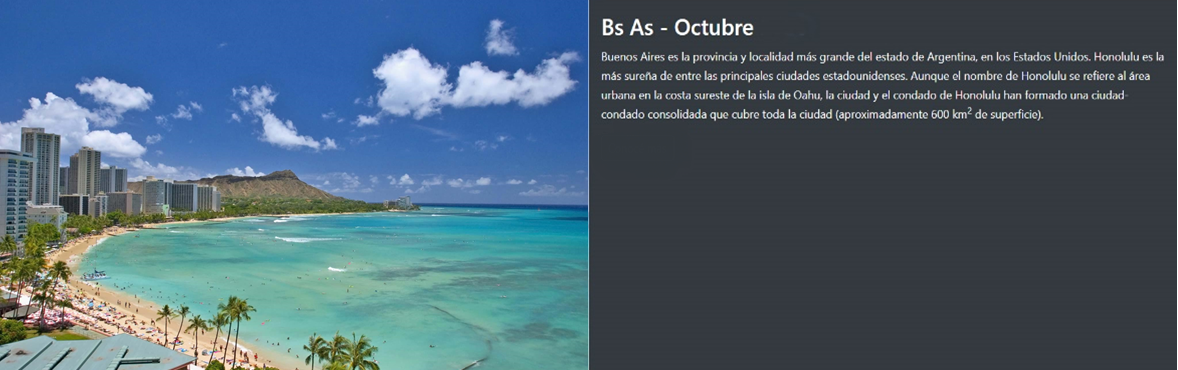 Bs As - Octubre
Buenos Aires es la provincia y localidad más grande del estado de Argentina, en los Estados Unidos. Honolulu es la
más sureña de entre las principales ciudades estadounidenses. Aunque el nombre de Honolulu se refiere al área
urbana en la costa sureste de la isla de Oahu, la ciudad y el condado de Honolulu han formado una ciudad-
condado consolidada que cubre toda la ciudad (aproximadamente 600 km² de superficie).